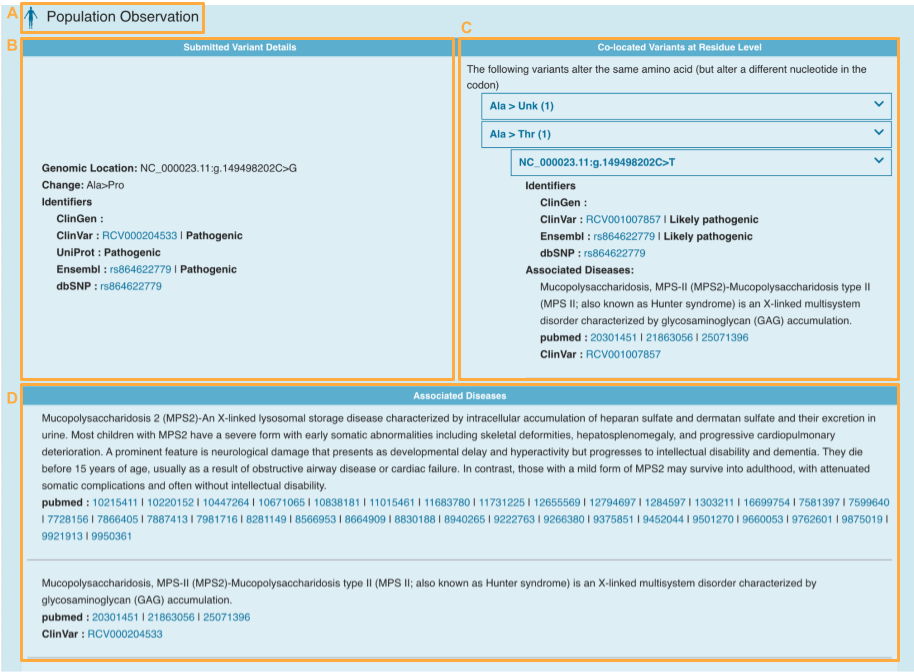 A
Population Observation
B
C
Submitted Variant Details
Genomic Location: NC_000023.11:g.149498202C>G
Change: Ala>Pro
Identifiers
ClinGen :
ClinVar : RCV000204533 | Pathogenic
UniProt : Pathogenic
Ensembl : rs864622779 | Pathogenic
dbSNP : rs864622779
Co-located Variants at Residue Level
The following variants alter the same amino acid (but alter a different nucleotide in the
codon)
Ala > Unk (1)
Ala > Thr (1)
NC_000023.11:g.149498202C>T
Identifiers
ClinGen :
ClinVar : RCV001007857 | Likely pathogenic
Ensembl : rs864622779 | Likely pathogenic
dbSNP : rs864622779
Associated Diseases:
Mucopolysaccharidosis, MPS-II (MPS2)-Mucopolysaccharidosis type II
(MPS II; also known as Hunter syndrome) is an X-linked multisystem
disorder characterized by glycosaminoglycan (GAG) accumulation.
pubmed : 20301451 | 21863056 | 25071396
ClinVar : RCV001007857
D
Associated Diseases
Mucopolysaccharidosis 2 (MPS2)-An X-linked lysosomal storage disease characterized by intracellular accumulation of heparan sulfate and dermatan sulfate and their excretion in
urine. Most children with MPS2 have a severe form with early somatic abnormalities including skeletal deformities, hepatosplenomegaly, and progressive cardiopulmonary
deterioration. A prominent feature is neurological damage that presents as developmental delay and hyperactivity but progresses to intellectual disability and dementia. They die
before 15 years of age, usually as a result of obstructive airway disease or cardiac failure. In contrast, those with a mild form of MPS2 may survive into adulthood, with attenuated
somatic complications and often without intellectual disability.
pubmed : 10215411 | 10220152 | 10447264 | 10671065 | 10838181 | 11015461 | 11683780 | 11731225 | 12655569 | 12794697 | 1284597 | 1303211 | 16699754 | 7581397 | 7599640
| 7728156 | 7866405 | 7887413 | 7981716 | 8281149 | 8566953 | 8664909 | 8830188 | 8940265 | 9222763 | 9266380 | 9375851 | 9452044 | 9501270 | 9660053 | 9762601 | 9875019 |
9921913 | 9950361
Mucopolysaccharidosis, MPS-II (MPS2)-Mucopolysaccharidosis type II (MPS II; also known as Hunter syndrome) is an X-linked multisystem disorder characterized by
glycosaminoglycan (GAG) accumulation.
pubmed : 20301451 | 21863056 | 25071396
ClinVar : RCV000204533